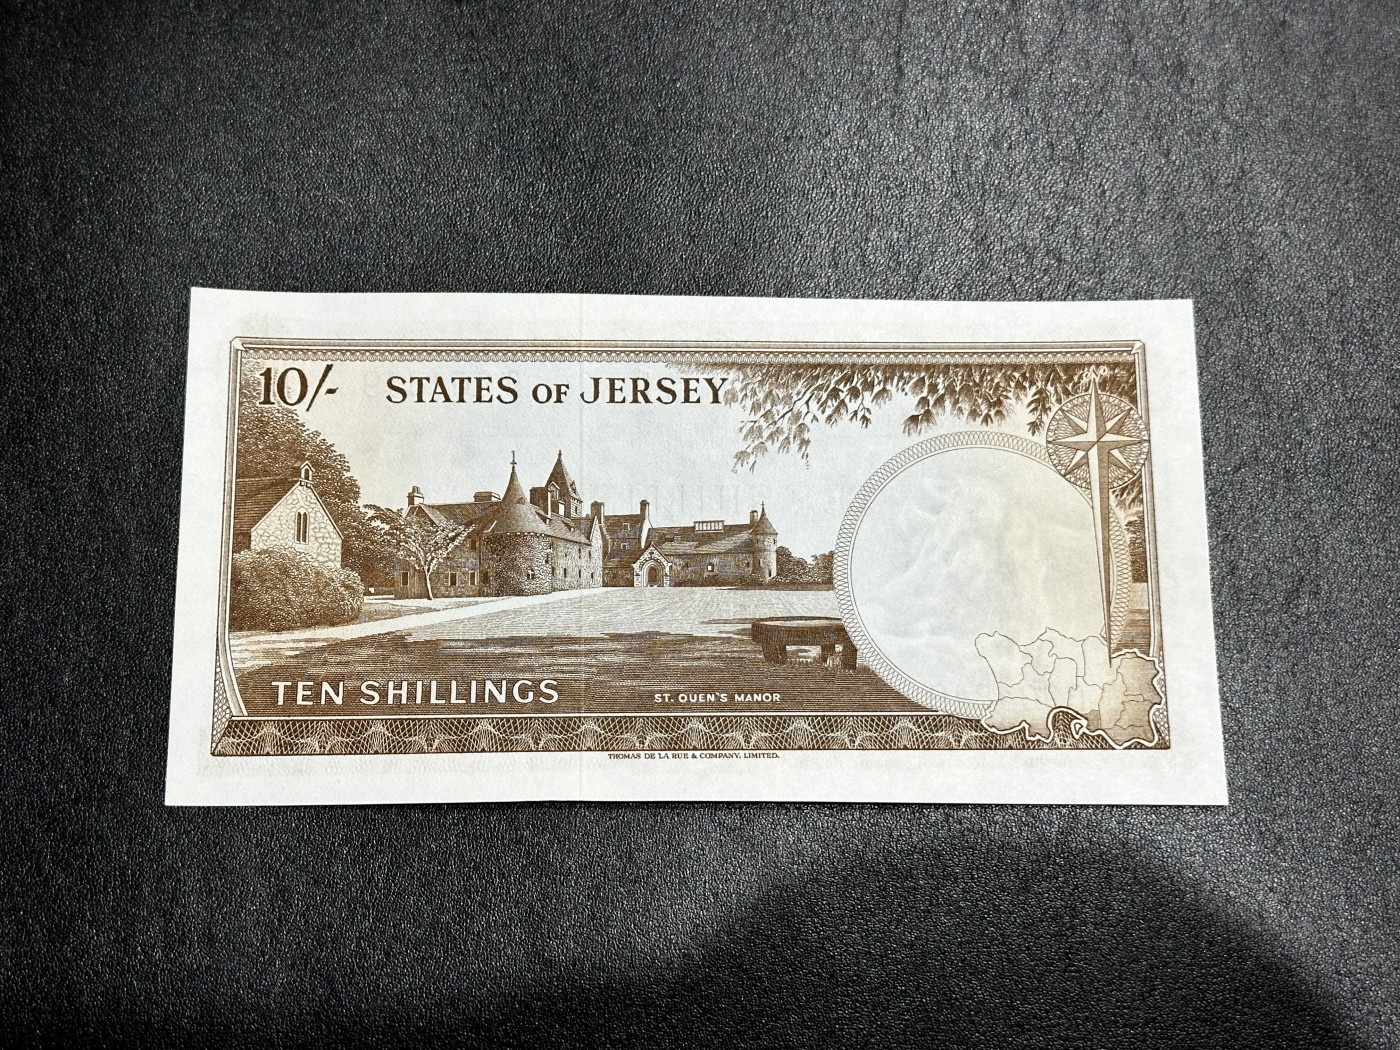 10/- STATES OF JERSEY
TEN SHILLINGS
ST. OUEN'S MANOR
THOMAS DE LA RUE & COMPANY, LIMITED.